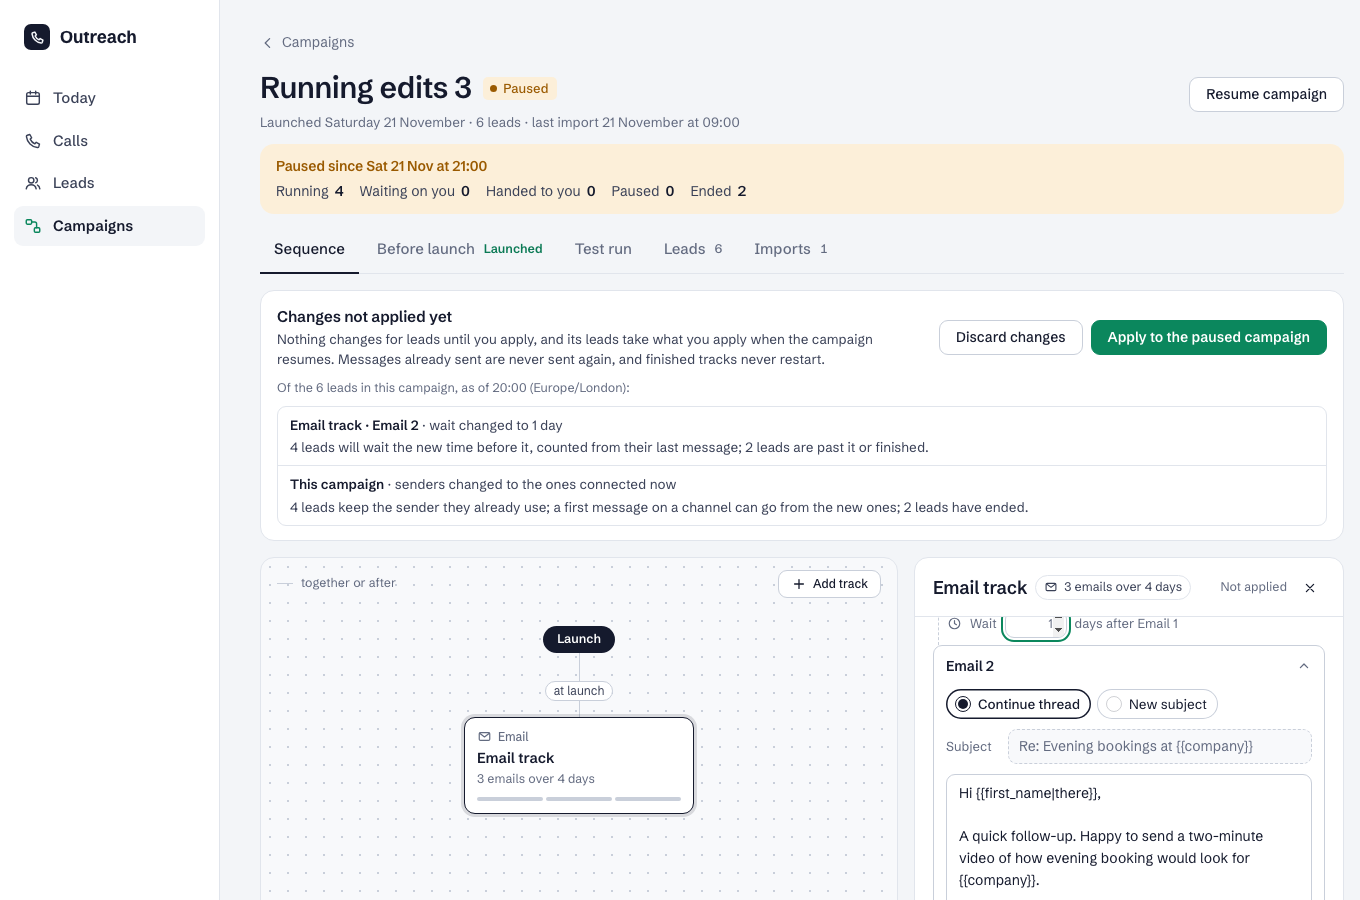 Outreach
Today
Calls
Leads
Campaigns
Campaigns
Running edits 3
Paused
Launched Saturday 21 November · 6 leads · last import 21 November at 09:00
Resume campaign
Paused since Sat 21 Nov at 21:00
Running 4 Waiting on you 0 Handed to you 0 Paused 0 Ended 2
Sequence Before launch Launched Test run Leads 6 Imports 1
Changes not applied yet
Nothing changes for leads until you apply, and its leads take what you apply when the campaign
resumes. Messages already sent are never sent again, and finished tracks never restart.
Discard changes
Apply to the paused campaign
Of the 6 leads in this campaign, as of 20:00 (Europe/London):
Email track · Email 2 · wait changed to 1 day
4 leads will wait the new time before it, counted from their last message; 2 leads are past it or finished.
This campaign · senders changed to the ones connected now
4 leads keep the sender they already use; a first message on a channel can go from the new ones; 2 leads have ended.
together or after
Add track
Launch
at launch
Email
Email track
3 emails over 4 days
Email track 3 emails over 4 days Not applied
Wait 1 days after Email 1
Email 2
Continue thread New subject
Subject Re: Evening bookings at {{company}}
Hi {{first_name|there}},
A quick follow-up. Happy to send a two-minute
video of how evening booking would look for
{{company}}.